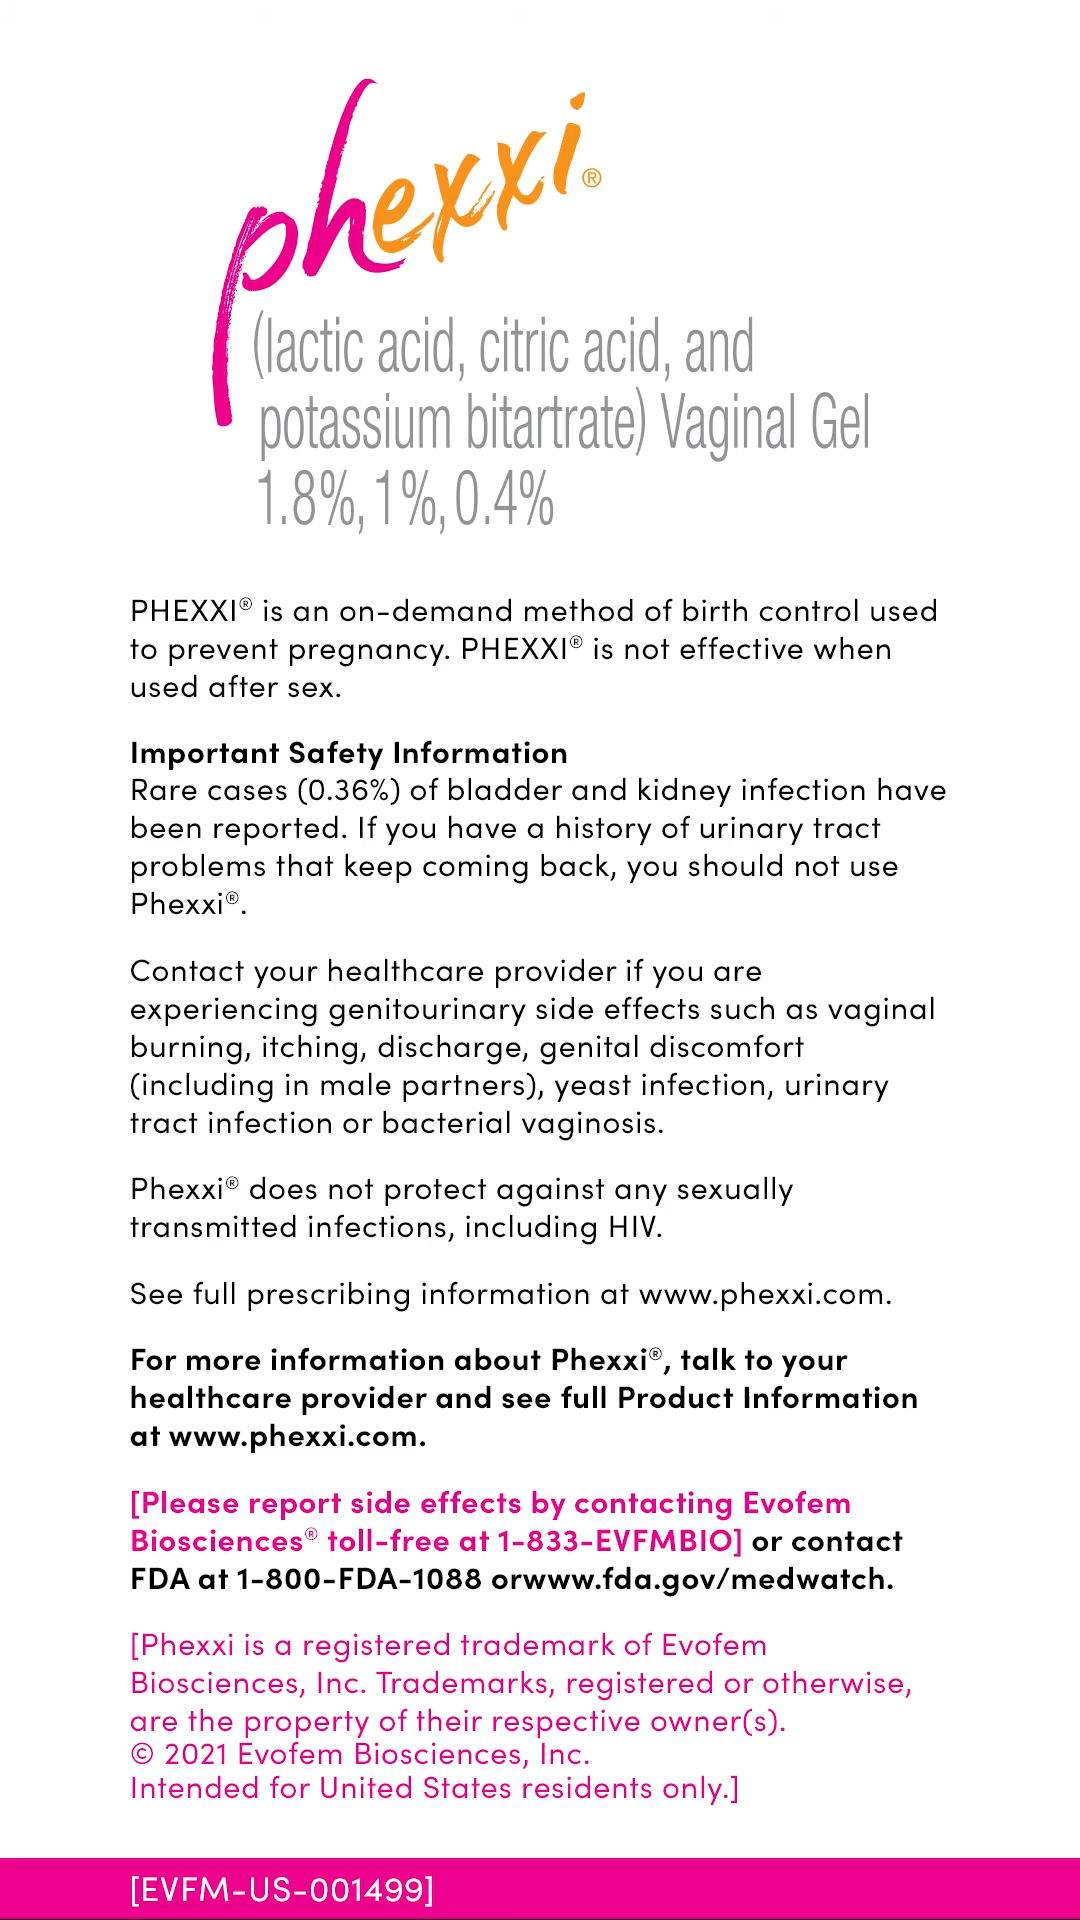 phexxi®
(lactic acid, citric acid, and
potassium bitartrate) Vaginal Gel
1.8%, 1%, 0.4%
PHEXXI® is an on-demand method of birth control used
to prevent pregnancy. PHEXXI® is not effective when
used after sex.
Important Safety Information
Rare cases (0.36%) of bladder and kidney infection have
been reported. If you have a history of urinary tract
problems that keep coming back, you should not use
Phexxi®.
Contact your healthcare provider if you are
experiencing genitourinary side effects such as vaginal
burning, itching, discharge, genital discomfort
(including in male partners), yeast infection, urinary
tract infection or bacterial vaginosis.
Phexxi® does not protect against any sexually
transmitted infections, including HIV.
See full prescribing information at www.phexxi.com.
For more information about Phexxi®, talk to your
healthcare provider and see full Product Information
at www.phexxi.com.
[Please report side effects by contacting Evofem
Biosciences® toll-free at 1-833-EVFMBIO] or contact
FDA at 1-800-FDA-1088 orwww.fda.gov/medwatch.
[Phexxi is a registered trademark of Evofem
Biosciences, Inc. Trademarks, registered or otherwise,
are the property of their respective owner(s).
© 2021 Evofem Biosciences, Inc.
Intended for United States residents only.]
[EVFM-US-001499]